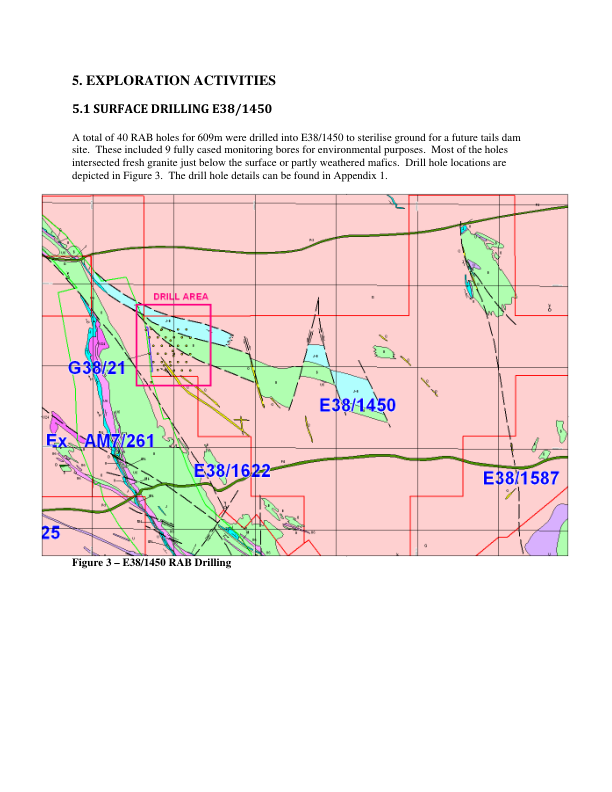 5. EXPLORATION ACTIVITIES
5.1 SURFACE DRILLING E38/1450
A total of 40 RAB holes for 609m were drilled into E38/1450 to sterilise ground for a future tails dam
site.  These included 9 fully cased monitoring bores for environmental purposes.  Most of the holes
intersected fresh granite just below the surface or partly weathered mafics.  Drill hole locations are
depicted in Figure 3.  The drill hole details can be found in Appendix 1.
DRILL AREA
G38/21
E38/1450
Ex AM7/261
E38/1622
E38/1587
25
Figure 3 – E38/1450 RAB Drilling